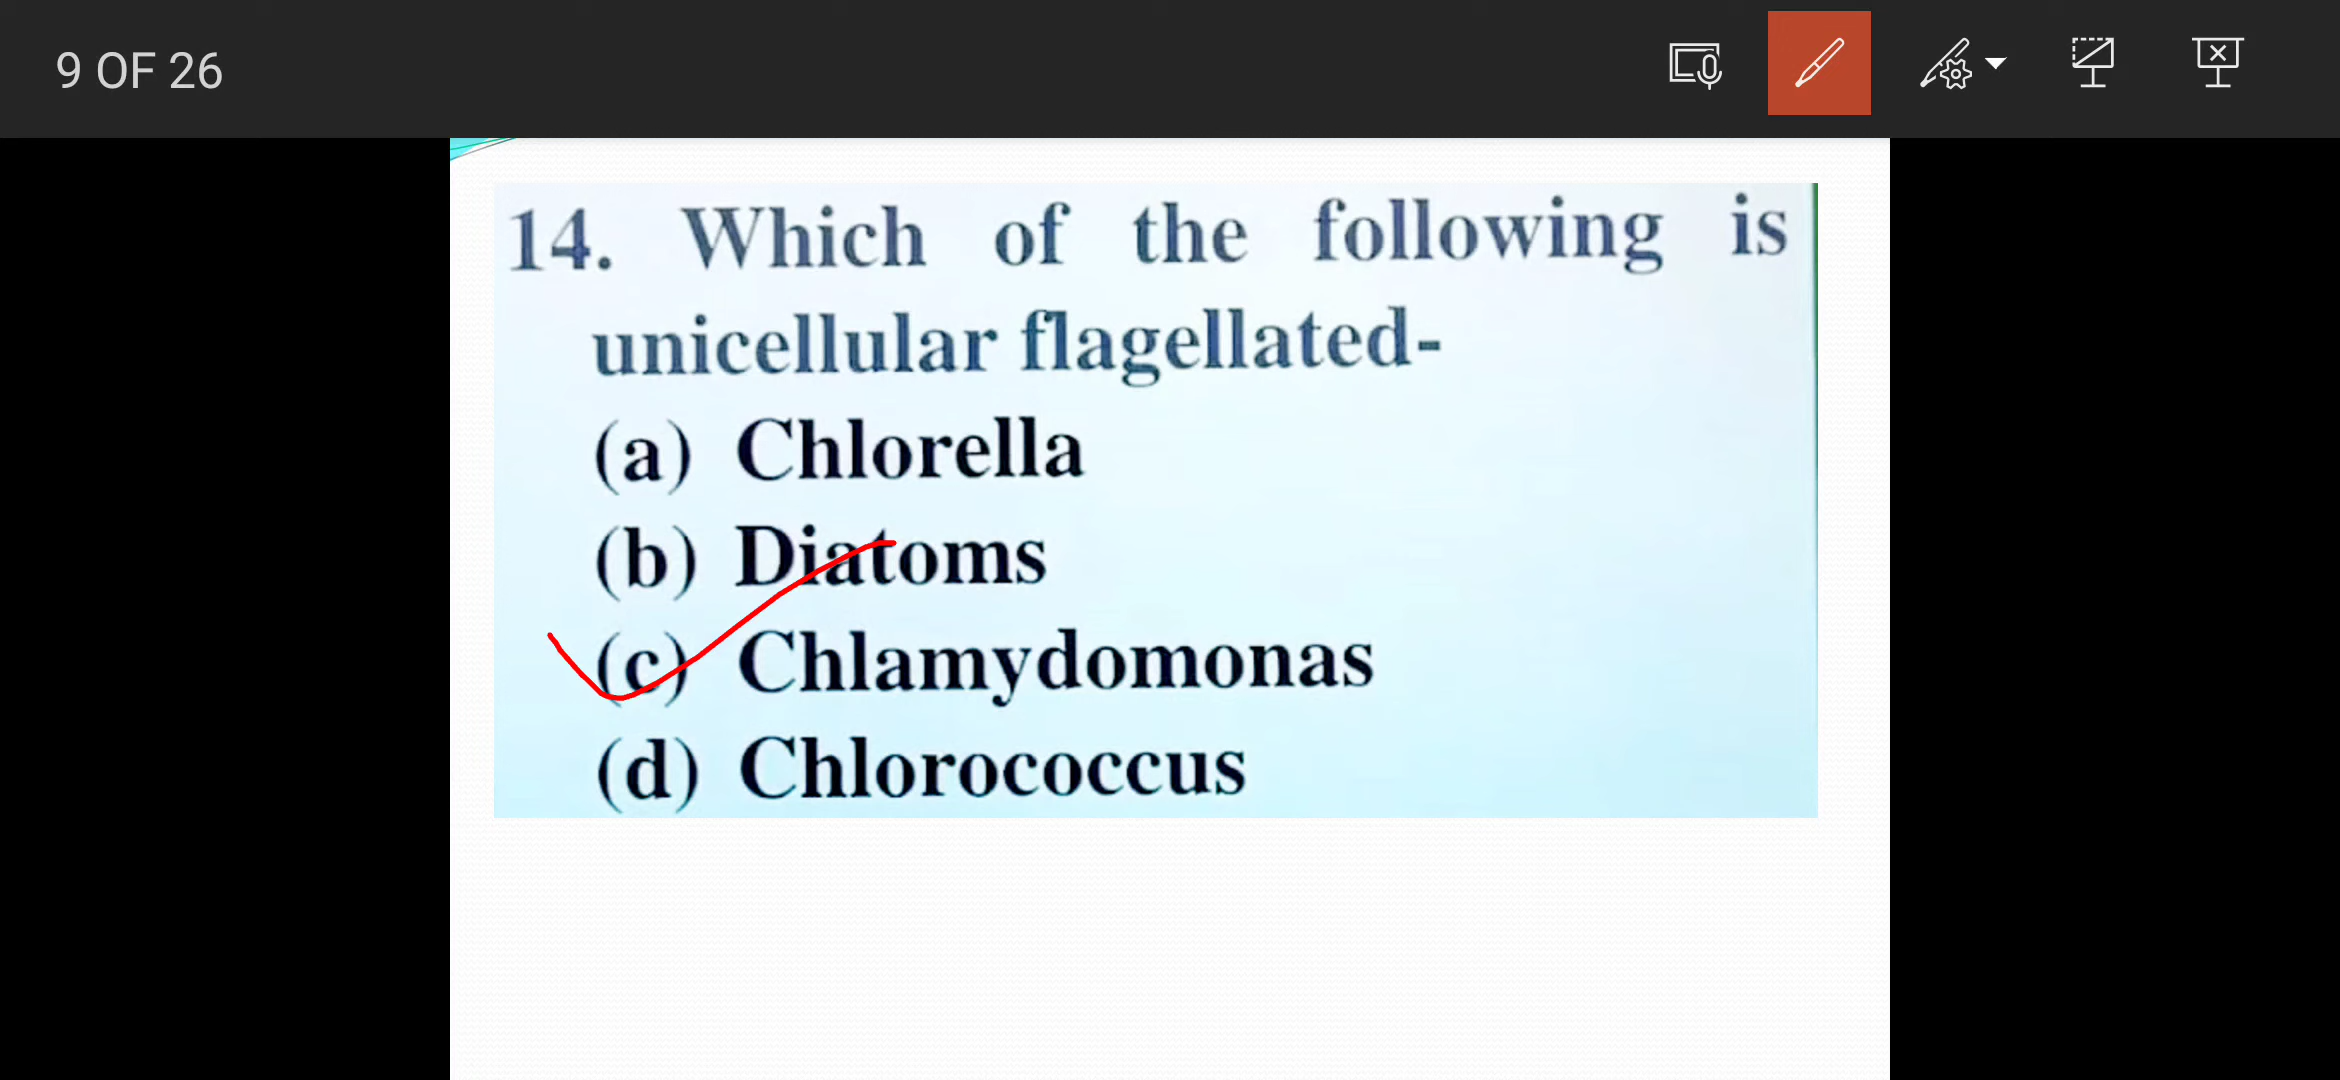 9 OF 26
14. Which of the following is
unicellular flagellated-
(a) Chlorella
(b) Diatoms
(c) Chlamydomonas
(d) Chlorococcus